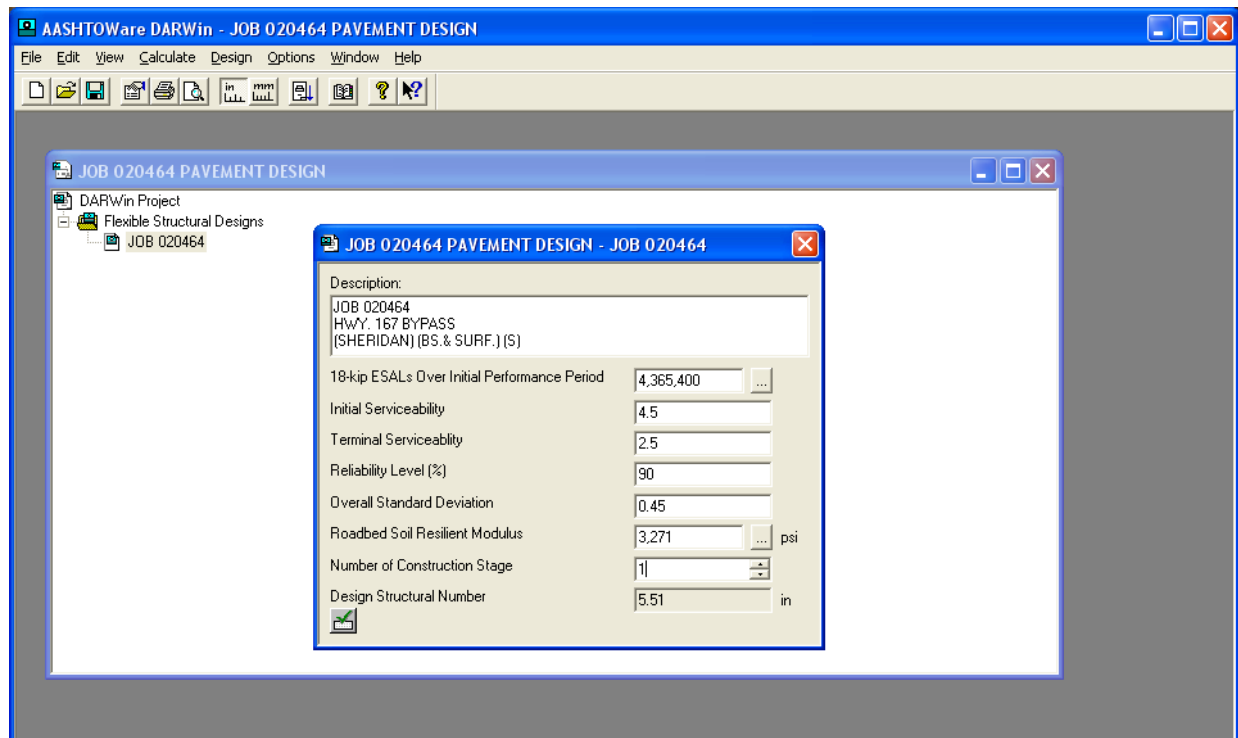 AASHTOWare DARWin - JOB 020464 PAVEMENT DESIGN
File Edit View Calculate Design Options Window Help
in mm
JOB 020464 PAVEMENT DESIGN
DARWin Project
Flexible Structural Designs
JOB 020464
JOB 020464 PAVEMENT DESIGN - JOB 020464
Description:
JOB 020464
HWY. 167 BYPASS
(SHERIDAN) (BS.& SURF.) (S)
18-kip ESALs Over Initial Performance Period 4,365,400 ...
Initial Serviceability 4.5
Terminal Serviceablity 2.5
Reliability Level (%) 90
Overall Standard Deviation 0.45
Roadbed Soil Resilient Modulus 3,271 ... psi
Number of Construction Stage 1
Design Structural Number 5.51 in